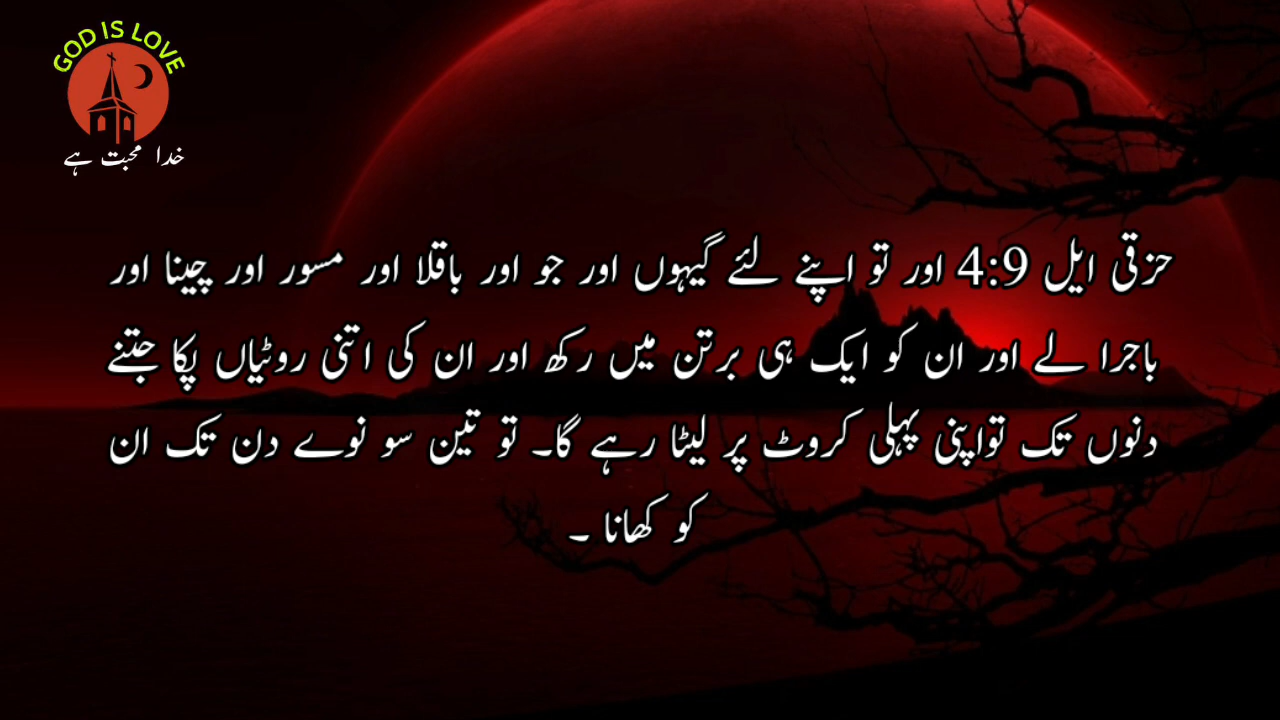 GOD IS LOVE
خدا محبت ہے
حزقی ایل 4:9 اور تو اپنے لئے گیہوں اور جو اور باقلا اور مسور اور چینا اور
باجرا لے اور ان کو ایک ہی برتن میں رکھ اور ان کی اتنی روٹیاں پکا جتنے
دنوں تک تواپنی پہلی کروٹ پر لیٹا رہے گا۔ تو تین سو نوے دن تک ان
کو کھانا ۔